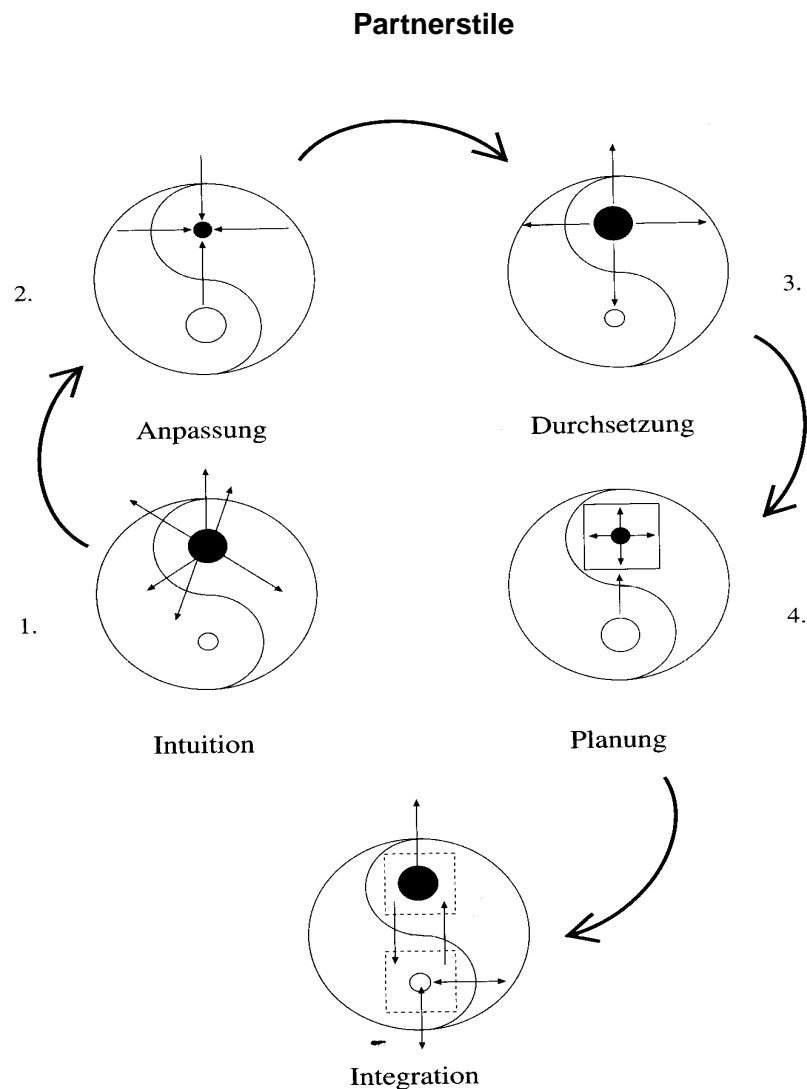 Partnerstile
2.
3.
Anpassung
Durchsetzung
1.
4.
Intuition
Planung
Integration